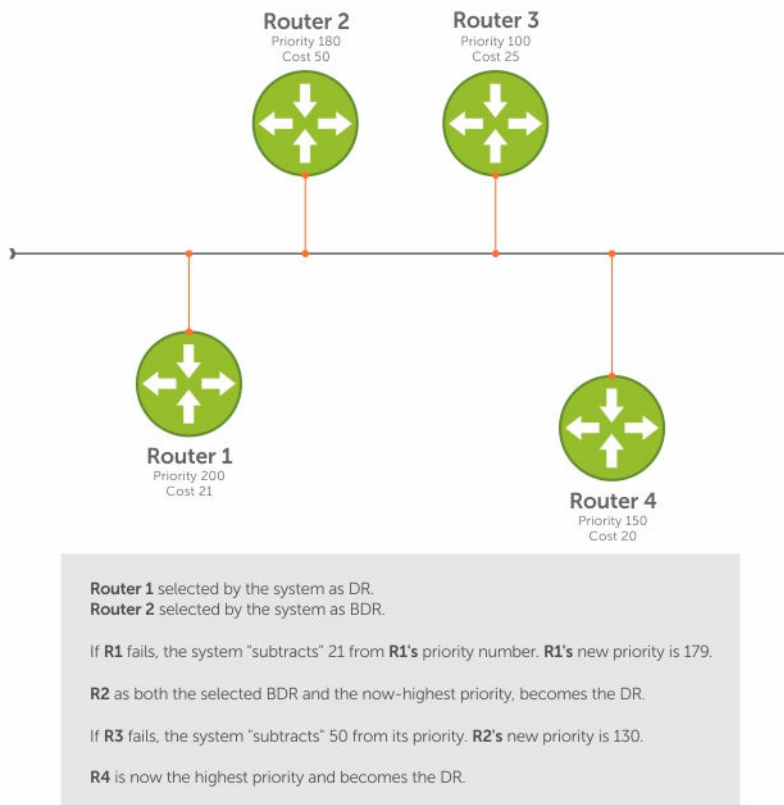 Router 2
Priority 180
Cost 50
Router 3
Priority 100
Cost 25
Router 1
Priority 200
Cost 21
Router 4
Priority 150
Cost 20
Router 1 selected by the system as DR.
Router 2 selected by the system as BDR.
If R1 fails, the system "subtracts" 21 from R1's priority number. R1's new priority is 179.
R2 as both the selected BDR and the now-highest priority, becomes the DR.
If R3 fails, the system "subtracts" 50 from its priority. R2's new priority is 130.
R4 is now the highest priority and becomes the DR.